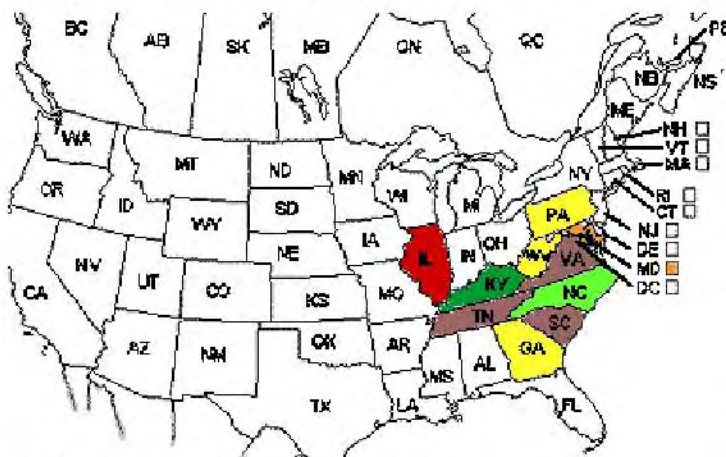 BC AB SK MB ON QC
NB NS
ME
WA MT ND MN NH
VT
OR ID SD WI MI NY MA
WY RI
IA PA CT
NE NJ
NV IL IN OH DE
UT CO WV VA MD
CA KS MO KY DC
NC
AZ NM OK AR TN SC
MS AL GA
TX LA FL